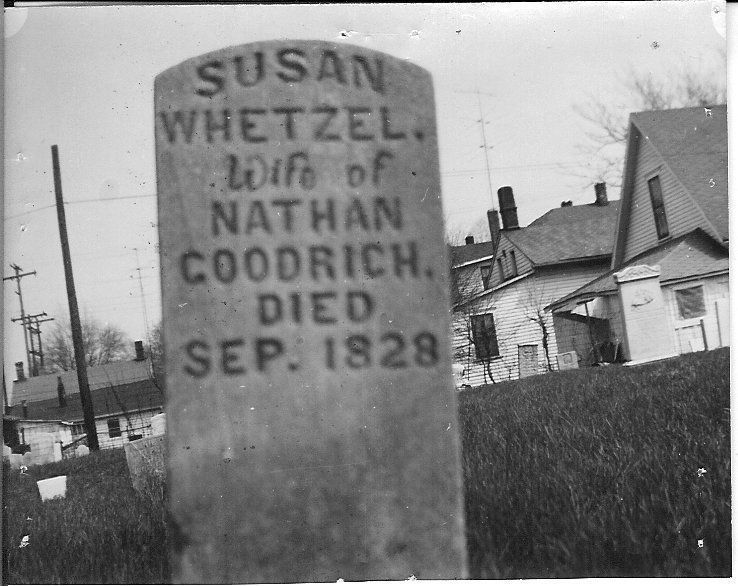 SUSAN
WHETZEL.
Wife of
NATHAN
GOODRICH.
DIED
SEP. 1828